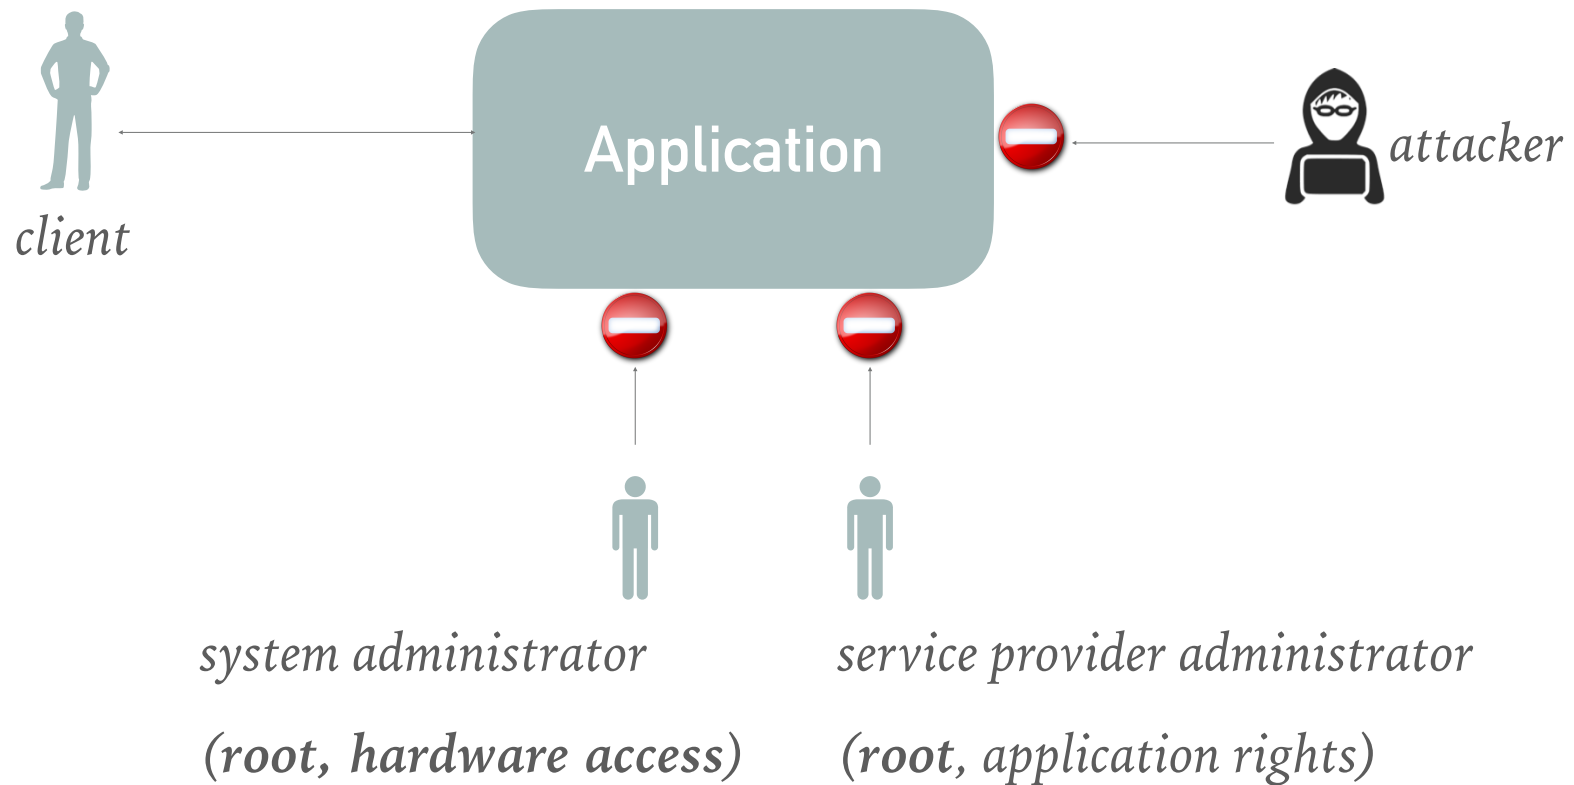 Application
attacker
client
system administrator
service provider administrator
(root, hardware access)
(root, application rights)